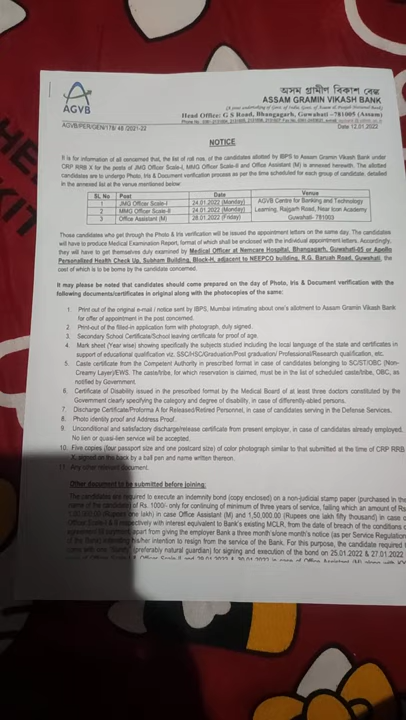 অসম গ্রামীণ বিকাশ বেংক
AGVB
ASSAM GRAMIN VIKASH BANK
Head Office: G S Road, Bhangagarh, Guwahati -781005 (Assam)
AGVB/PER/GEN/178/ 46 /2021-22
Date 12.01.2022
NOTICE
It is for information of all concerned that, the list of roll nos. of the candidates allotted by IBPS to Assam Gramin Vikash Bank under
CRP RRB X for the posts of JMG Officer Scale-I, MMG Officer Scale-II and Office Assistant (M) is annexed herewith. The allotted
candidates are to undergo Photo, Iris & Document verification process as per the time scheduled for each group of candidate, detailed
in the annexed list at the venue mentioned below:
SL No Post Date Venue
1 JMG Officer Scale-I 24.01.2022 (Monday) AGVB Centre for Banking and Technology
2 MMG Officer Scale-II 24.01.2022 (Monday) Learning, Rajgarh Road, Near Icon Academy
3 Office Assistant (M) 28.01.2022 (Friday) Guwahati- 781003
Those candidates who get through the Photo & Iris verification will be issued the appointment letters on the same day. The candidates
will have to produce Medical Examination Report, format of which shall be enclosed with the individual appointment letters. Accordingly,
they will have to get themselves duly examined by Medical Officer at Nemcare Hospital, Bhangagarh, Guwahati-05 or Apollo
Personalised Health Check Up, Subham Building, Block-H, adjacent to NEEPCO building, R.G. Baruah Road, Guwahati, the
cost of which is to be born by the candidate concerned.
It may please be noted that candidates should come prepared on the day of Photo, Iris & Document verification with the
following documents/certificates in original along with the photocopies of the same:
1. Print out of the original e-mail / notice sent by IBPS, Mumbai intimating about one's allotment to Assam Gramin Vikash Bank
for offer of appointment in the post concerned.
2. Print-out of the filled-in application form with photograph, duly signed.
3. Secondary School Certificate/School leaving certificate for proof of age.
4. Mark sheet (Year wise) showing specifically the subjects studied including the local language of the state and certificates in
support of educational qualification viz. SSC/HSC/Graduation/Post graduation/ Professional/Research qualification, etc.
5. Caste certificate from the Competent Authority in prescribed format in case of candidates belonging to SC/ST/OBC (Non-
Creamy Layer)/EWS. The caste/tribe, for which reservation is claimed, must be in the list of scheduled caste/tribe, OBC, as
notified by Government.
6. Certificate of Disability issued in the prescribed format by the Medical Board of at least three doctors constituted by the
Government clearly specifying the category and degree of disability, in case of differently-abled persons.
7. Discharge Certificate/Proforma A for Released/Retired Personnel, in case of candidates serving in the Defense Services.
8. Photo identity proof and Address Proof.
9. Unconditional and satisfactory discharge/release certificate from present employer, in case of candidates already employed.
No lien or quasi-lien service will be accepted.
10. Five copies (four passport size and one postcard size) of color photograph similar to that submitted at the time of CRP RRB
X, signed on the back by a ball pen and name written thereon.
11. Any other relevant document.
Other document to be submitted before joining:
The candidates are required to execute an indemnity bond (copy enclosed) on a non-judicial stamp paper (purchased in the
name of the candidate) of Rs. 1000/- only for continuing of minimum of three years of service, failing which an amount of Rs
1,00,000.00 (Rupees one lakh) in case Office Assistant (M) and 1,50,000.00 (Rupees one lakh fifty thousand) in case o
Officer Scale-I & II respectively with interest equivalent to Bank's existing MCLR, from the date of breach of the conditions o
apart from giving the employer Bank a three month's/one month's notice (as per Service Regulation
of the Bank) intending his/her intention to resign from the service of the Bank. For this purpose, the candidate required t
(preferably natural guardian) for signing and execution of the bond on 25.01.2022 & 27.01.2022